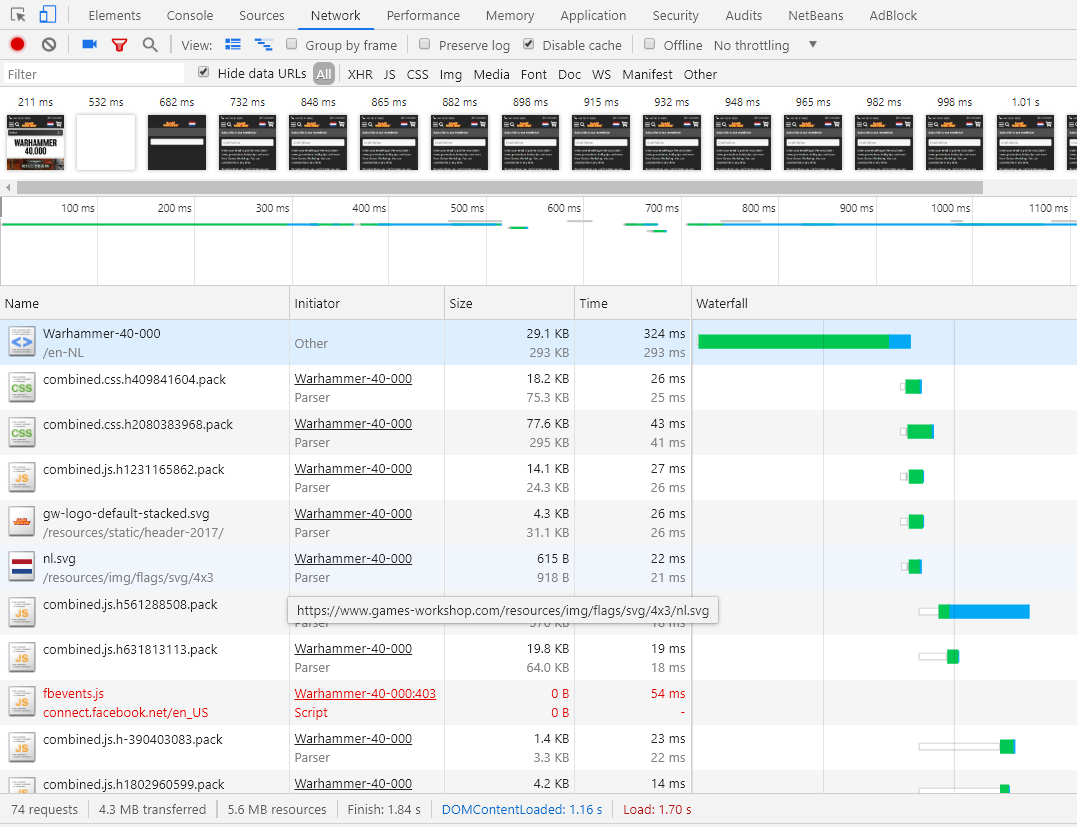 Elements Console Sources Network Performance Memory Application Security Audits NetBeans AdBlock
View: Group by frame Preserve log Disable cache Offline No throttling
Filter Hide data URLs All XHR JS CSS Img Media Font Doc WS Manifest Other
211 ms 532 ms 682 ms 732 ms 848 ms 865 ms 882 ms 898 ms 915 ms 932 ms 948 ms 965 ms 982 ms 998 ms 1.01 s
WARHAMMER
40,000
100 ms 200 ms 300 ms 400 ms 500 ms 600 ms 700 ms 800 ms 900 ms 1000 ms 1100 ms
Name Initiator Size Time Waterfall
Warhammer-40-000 29.1 KB 324 ms
/en-NL Other 293 KB 293 ms
combined.css.h409841604.pack Warhammer-40-000 18.2 KB 26 ms
CSS Parser 75.3 KB 25 ms
combined.css.h2080383968.pack Warhammer-40-000 77.6 KB 43 ms
CSS Parser 295 KB 41 ms
combined.js.h1231165862.pack Warhammer-40-000 14.1 KB 27 ms
JS Parser 24.3 KB 26 ms
gw-logo-default-stacked.svg Warhammer-40-000 4.3 KB 26 ms
/resources/static/header-2017/ Parser 31.1 KB 26 ms
nl.svg Warhammer-40-000 615 B 22 ms
/resources/img/flags/svg/4x3 Parser 918 B 21 ms
combined.js.h561288508.pack
https://www.games-workshop.com/resources/img/flags/svg/4x3/nl.svg
JS Parser 18 ms
combined.js.h631813113.pack Warhammer-40-000 19.8 KB 19 ms
JS Parser 64.0 KB 18 ms
fbevents.js Warhammer-40-000:403 0 B 54 ms
JS connect.facebook.net/en_US Script 0 B -
combined.js.h-390403083.pack Warhammer-40-000 1.4 KB 23 ms
JS Parser 3.3 KB 22 ms
combined.js.h1802960599.pack Warhammer-40-000 4.2 KB 14 ms
74 requests 4.3 MB transferred 5.6 MB resources Finish: 1.84 s DOMContentLoaded: 1.16 s Load: 1.70 s